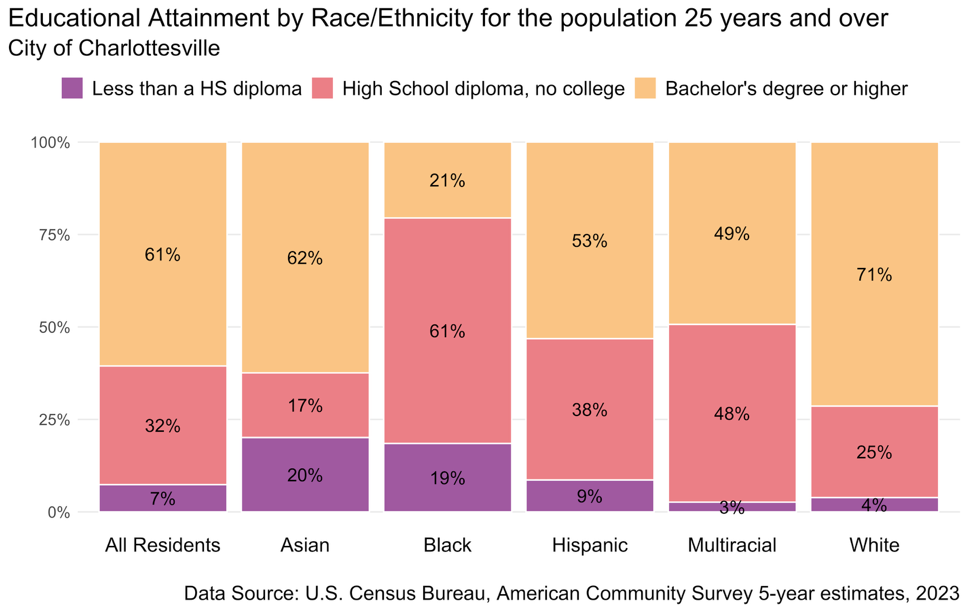 Educational Attainment by Race/Ethnicity for the population 25 years and over
City of Charlottesville
Less than a HS diploma High School diploma, no college Bachelor's degree or higher
100%
75%
50%
25%
0%
61% 62% 21% 53% 49% 71%
32% 17% 61% 38% 48% 25%
7% 20% 19% 9% 3% 4%
All Residents Asian Black Hispanic Multiracial White
Data Source: U.S. Census Bureau, American Community Survey 5-year estimates, 2023